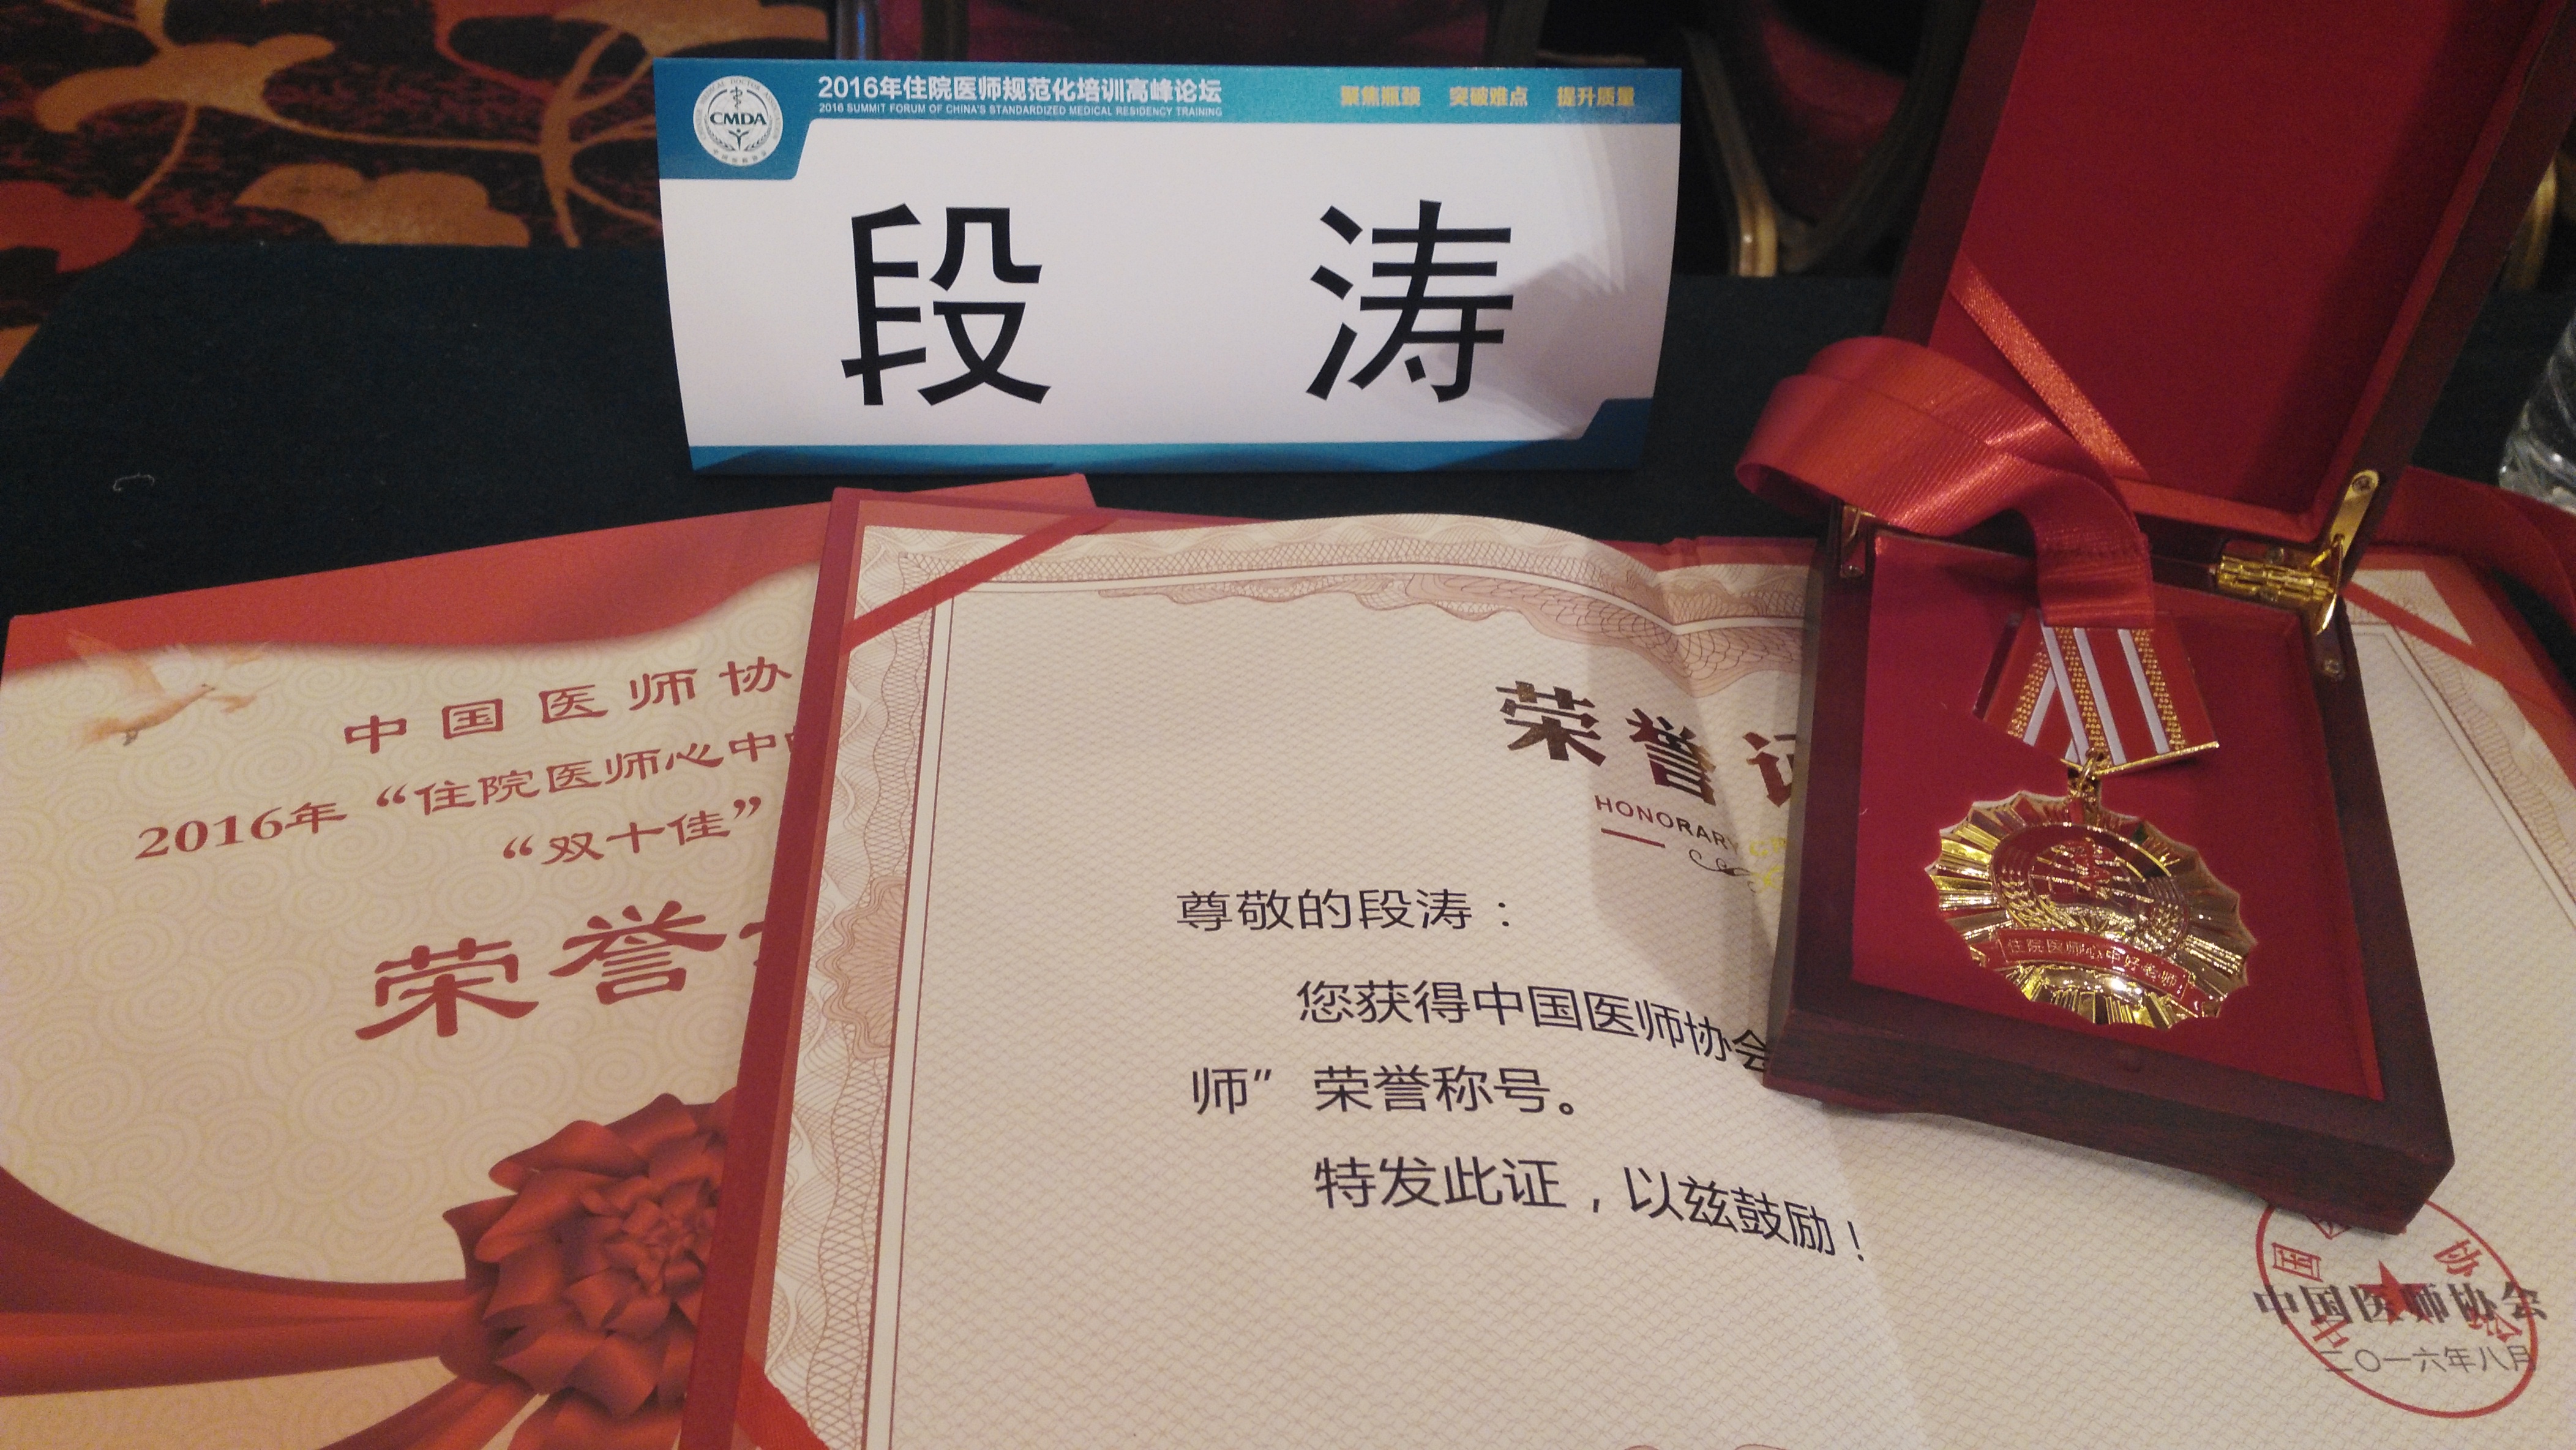 2016年住院医师规范化培训高峰论坛
2016 SUMMIT FORUM OF CHINA'S STANDARDIZED MEDICAL RESIDENCY TRAINING
聚焦瓶颈 突破难点 提升质量
CMDA
段 涛
中国医师协
2016年“住院医师心中
“双十佳”
荣誉
荣誉证
HONORARY
尊敬的段涛：
您获得中国医师协会
师”荣誉称号。
特发此证，以兹鼓励！
住院医师心中好老师
中国医师协会
二〇一六年八月